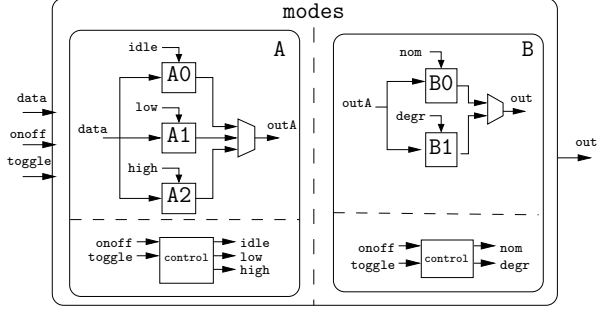 modes
A
idle
A0
low
data
A1
outA
high
A2
onoff
toggle
control
idle
low
high
B
nom
B0
outA
out
degr
B1
onoff
toggle
control
nom
degr
data
onoff
toggle
out